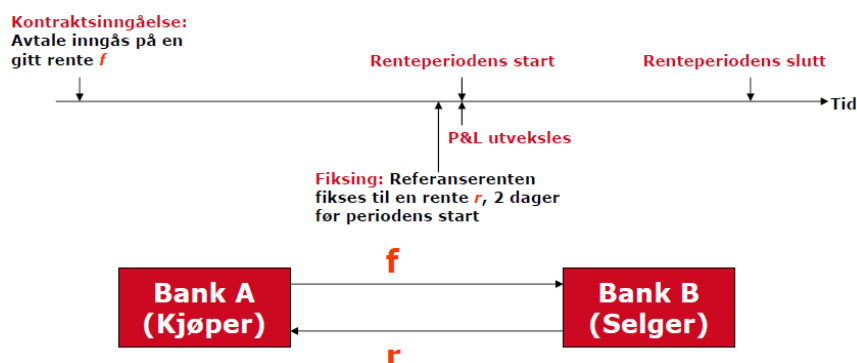 Kontraktsinngåelse:
Avtale inngås på en
gitt rente f
Renteperiodens start
Renteperiodens slutt
Tid
P&L utveksles
Fiksing: Referanserenten
fikses til en rente r, 2 dager
før periodens start
f
Bank A
(Kjøper)
Bank B
(Selger)
r